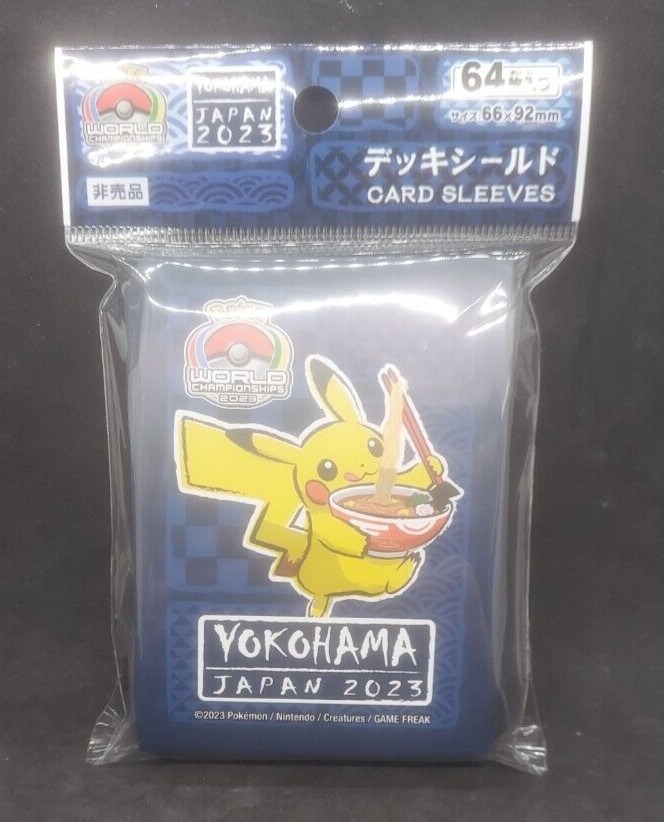 WORLD
CHAMPIONSHIPS
YOKOHAMA
JAPAN
2023
64
サイズ:66×92mm
非売品
デッキシールド
CARD SLEEVES
Pokémon
WORLD
CHAMPIONSHIPS
2023
YOKOHAMA
JAPAN 2023
©2023 Pokémon / Nintendo / Creatures / GAME FREAK